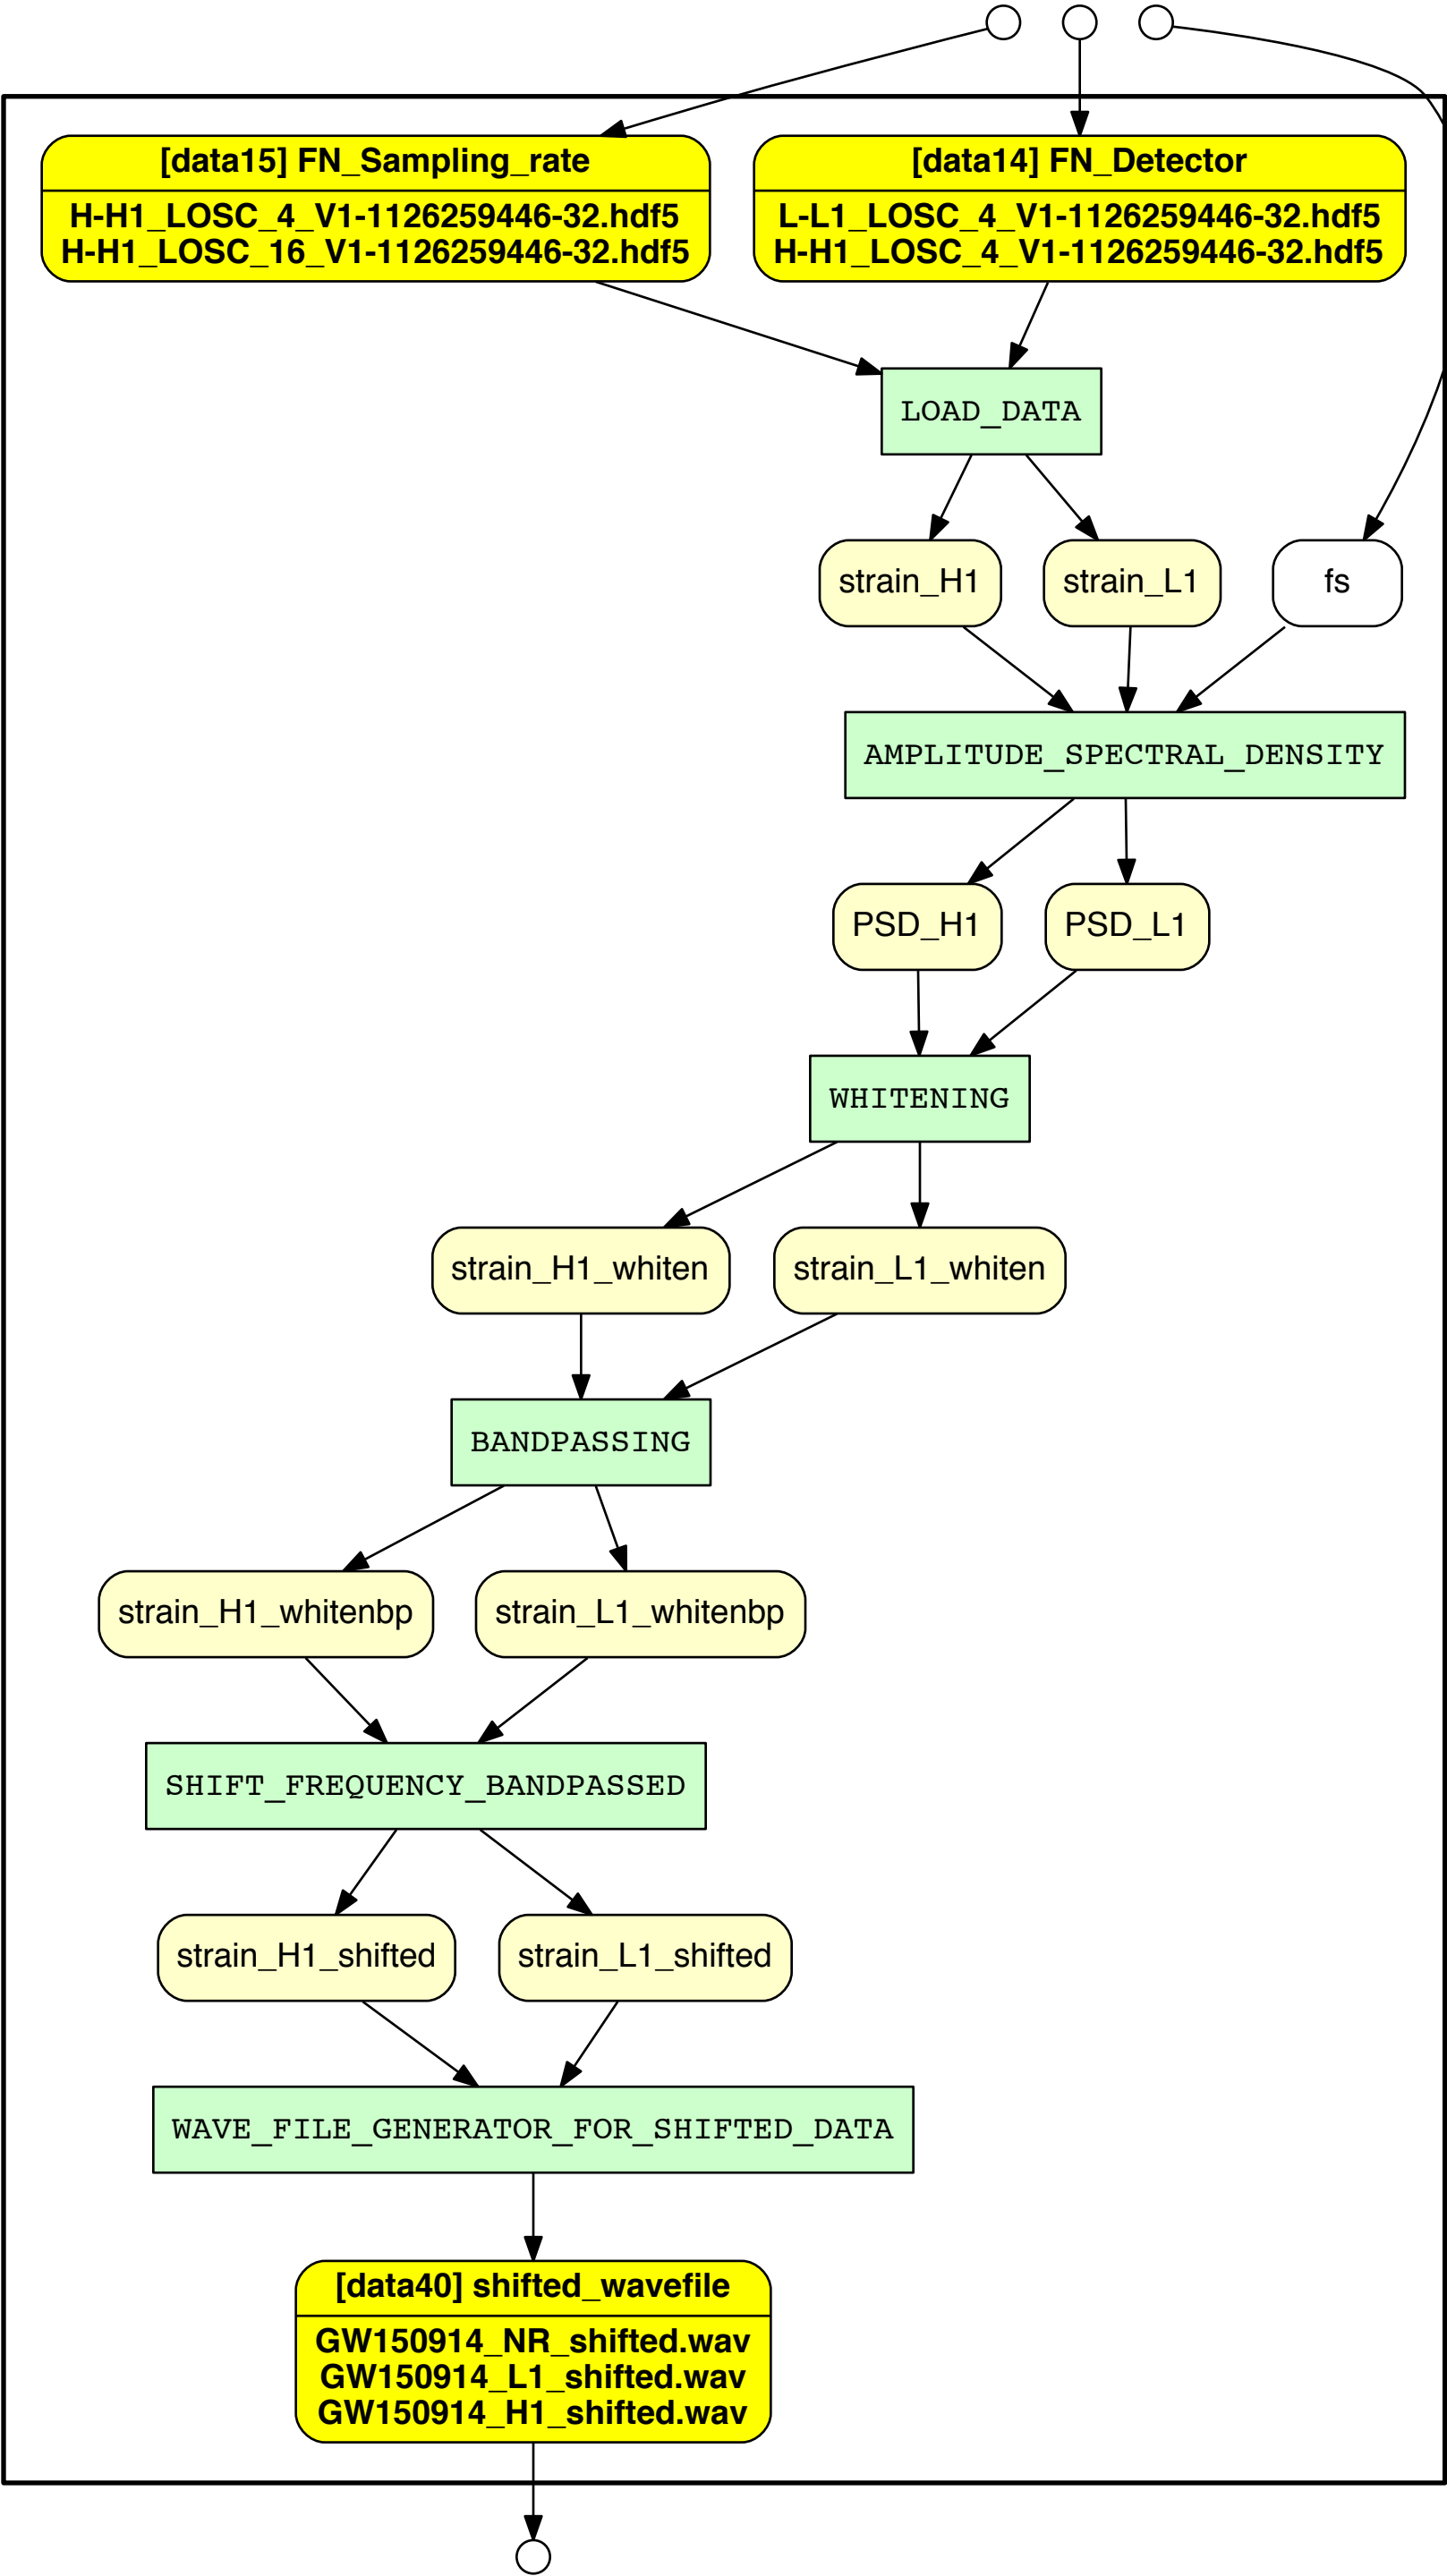 [data15] FN_Sampling_rate
H-H1_LOSC_4_V1-1126259446-32.hdf5
H-H1_LOSC_16_V1-1126259446-32.hdf5
[data14] FN_Detector
L-L1_LOSC_4_V1-1126259446-32.hdf5
H-H1_LOSC_4_V1-1126259446-32.hdf5
LOAD_DATA
strain_H1
strain_L1
fs
AMPLITUDE_SPECTRAL_DENSITY
PSD_H1
PSD_L1
WHITENING
strain_H1_whiten
strain_L1_whiten
BANDPASSING
strain_H1_whitenbp
strain_L1_whitenbp
SHIFT_FREQUENCY_BANDPASSED
strain_H1_shifted
strain_L1_shifted
WAVE_FILE_GENERATOR_FOR_SHIFTED_DATA
[data40] shifted_wavefile
GW150914_NR_shifted.wav
GW150914_L1_shifted.wav
GW150914_H1_shifted.wav